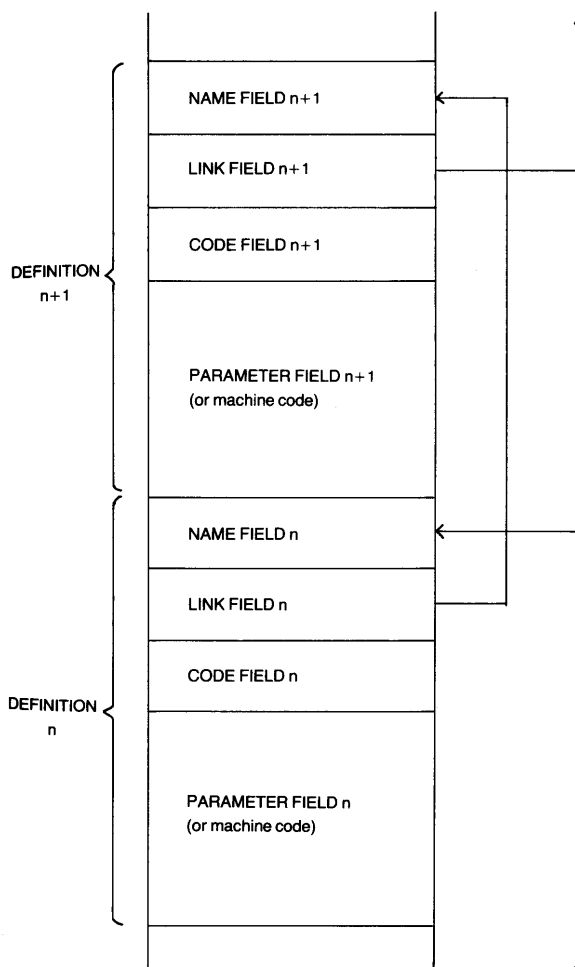 NAME FIELD n+1
LINK FIELD n+1
CODE FIELD n+1
DEFINITION
n+1
PARAMETER FIELD n+1
(or machine code)
NAME FIELD n
LINK FIELD n
CODE FIELD n
DEFINITION
n
PARAMETER FIELD n
(or machine code)